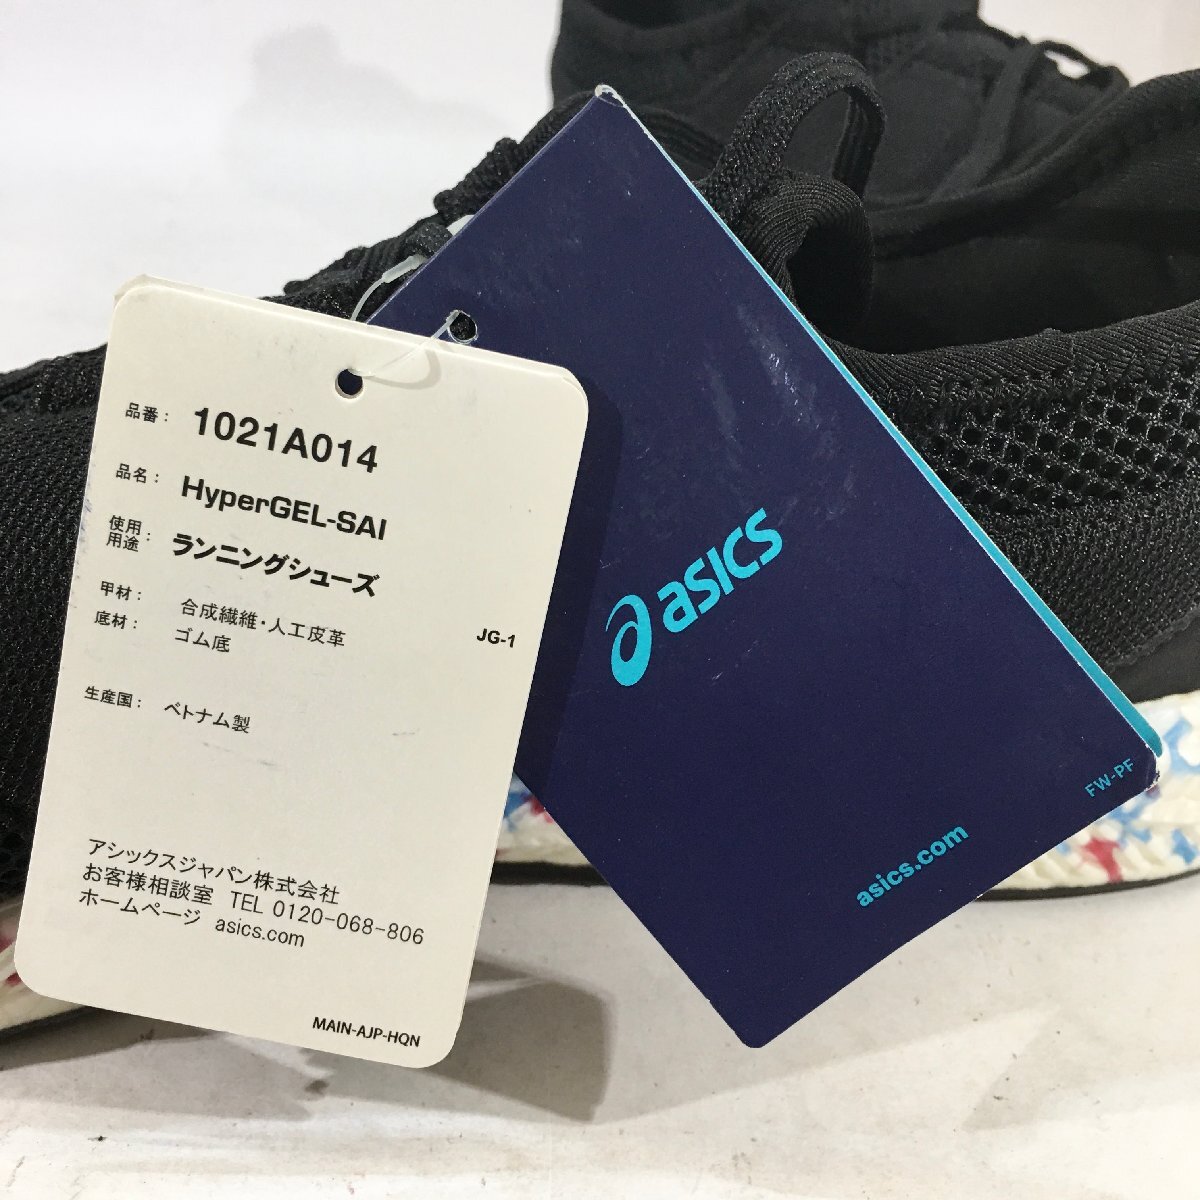 品番： 1021A014
品名： HyperGEL-SAI
使用
用途： ランニングシューズ
甲材： 合成繊維・人工皮革
底材： ゴム底
JG-1
生産国： ベトナム製
アシックスジャパン株式会社
お客様相談室 TEL 0120-068-806
ホームページ asics.com
MAIN-AJP-HQN
asics
FW-PF
asics.com